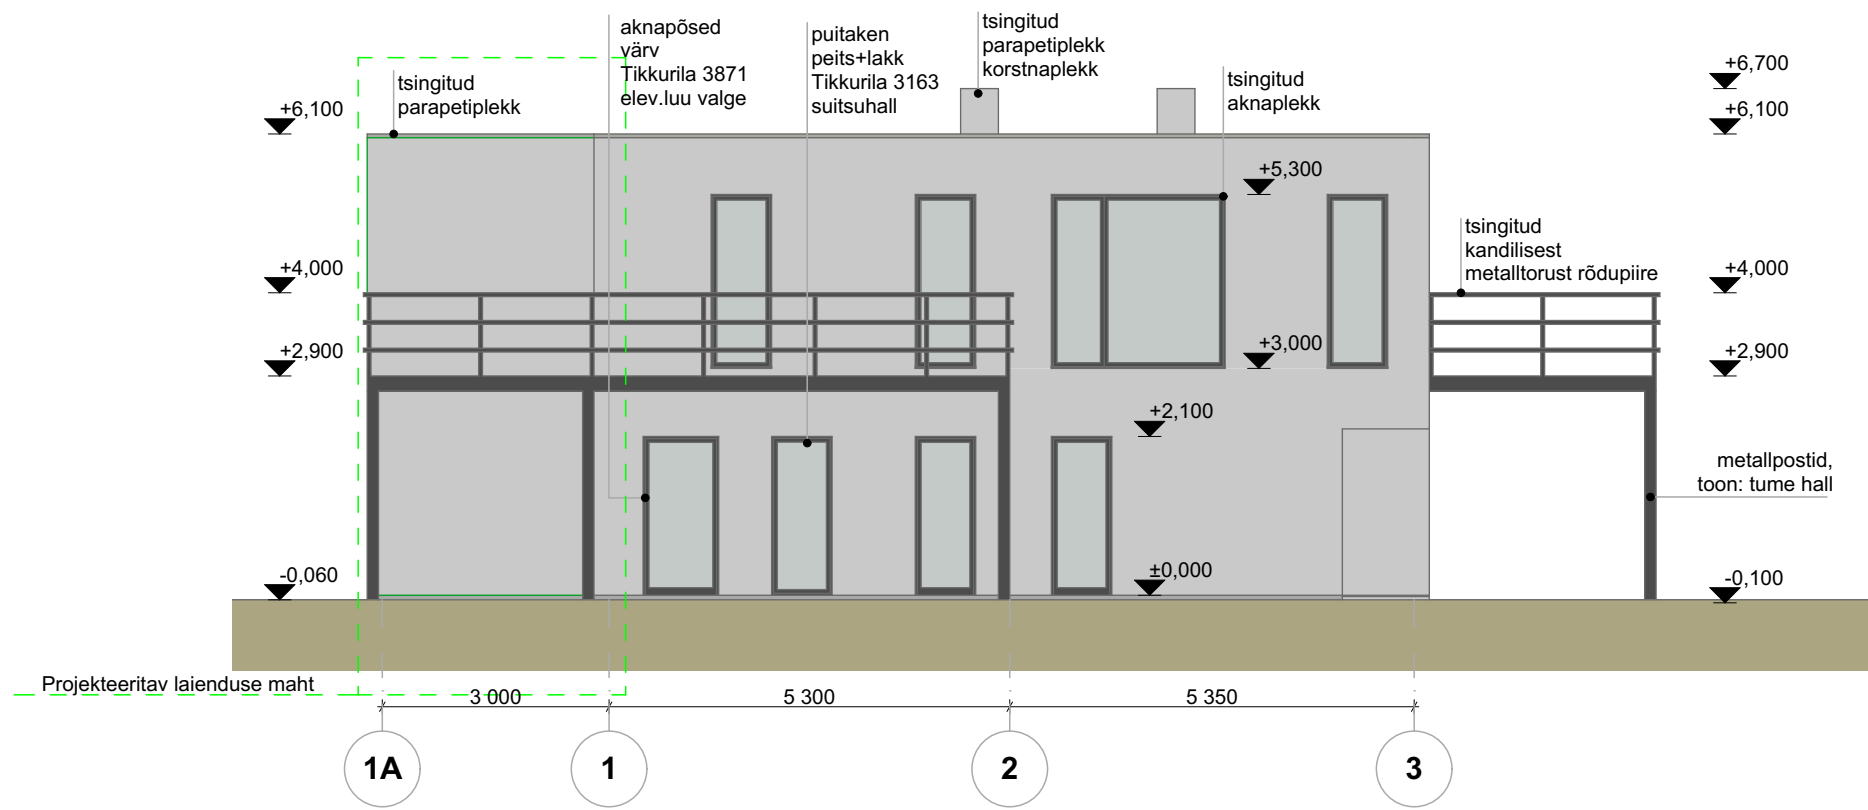 aknapõsed
värv
Tikkurila 3871
elev.luu valge
puitaken
peits+lakk
Tikkurila 3163
suitsuhall
tsingitud
parapetiplekk
korstnaplekk
tsingitud
parapetiplekk
tsingitud
aknaplekk
+6,700
+6,100
+6,100
+5,300
tsingitud
kandilisest
metalltorust rõdupiire
+4,000
+4,000
+3,000
+2,900
+2,900
+2,100
metallpostid,
toon: tume hall
-0,060
±0,000
-0,100
Projekteeritav laienduse maht
3 000
5 300
5 350
1A
1
2
3